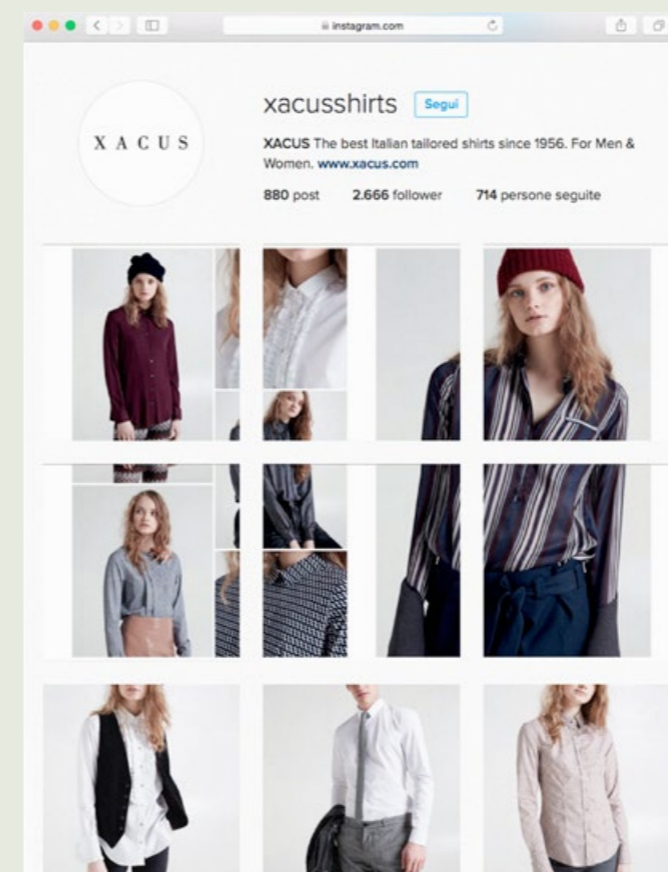 instagram.com
XACUS
xacusshirts Segui
XACUS The best Italian tailored shirts since 1956. For Men &
Women. www.xacus.com
880 post 2.666 follower 714 persone seguite